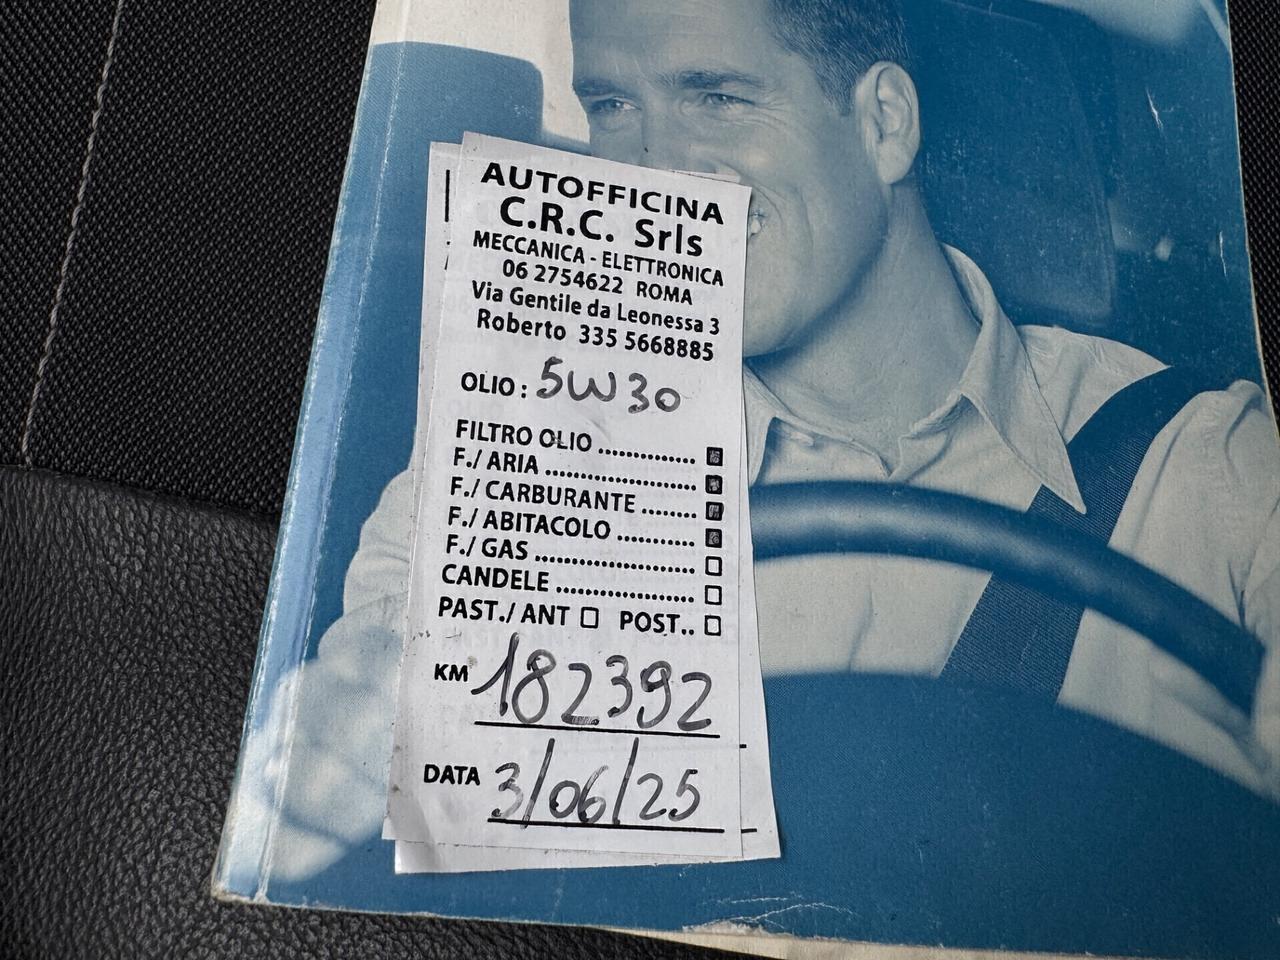 AUTOFFICINA
C.R.C. Srls
MECCANICA - ELETTRONICA
06 2754622 ROMA
Via Gentile da Leonessa 3
Roberto 335 5668885
OLIO: 5W30
FILTRO OLIO ..............
F./ARIA ......................
F./CARBURANTE ........
F./ABITACOLO ...........
F./GAS .......................
CANDELE ....................
PAST./ANT POST..
KM 182392
DATA 3/06/25